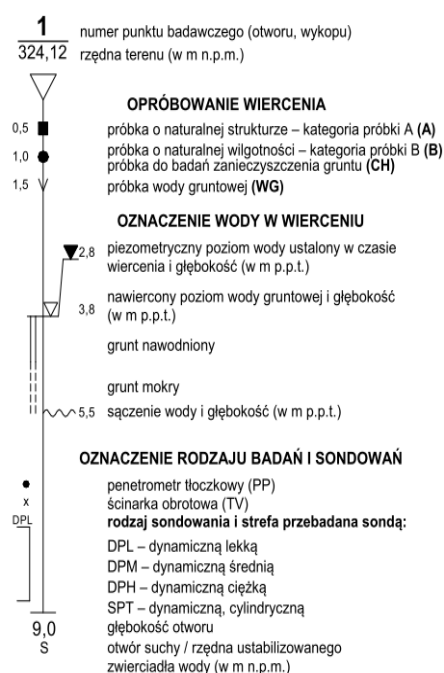 1 numer punktu badawczego (otworu, wykopu)
324,12 rzędna terenu (w m n.p.m.)
OPRÓBOWANIE WIERCENIA
0,5 próbka o naturalnej strukturze – kategoria próbki A (A)
1,0 próbka o naturalnej wilgotności – kategoria próbki B (B)
próbka do badań zanieczyszczenia gruntu (CH)
1,5 próbka wody gruntowej (WG)
OZNACZENIE WODY W WIERCENIU
2,8 piezometryczny poziom wody ustalony w czasie
wiercenia i głębokość (w m p.p.t.)
3,8 nawiercony poziom wody gruntowej i głębokość
(w m p.p.t.)
grunt nawodniony
grunt mokry
5,5 sączenie wody i głębokość (w m p.p.t.)
OZNACZENIE RODZAJU BADAŃ I SONDOWAŃ
penetrometr tłoczkowy (PP)
x ścinarka obrotowa (TV)
DPL rodzaj sondowania i strefa przebadana sondą:
DPL – dynamiczną lekką
DPM – dynamiczną średnią
DPH – dynamiczną ciężką
SPT – dynamiczną, cylindryczną
9,0 głębokość otworu
S otwór suchy / rzędna ustabilizowanego
zwierciadła wody (w m n.p.m.)